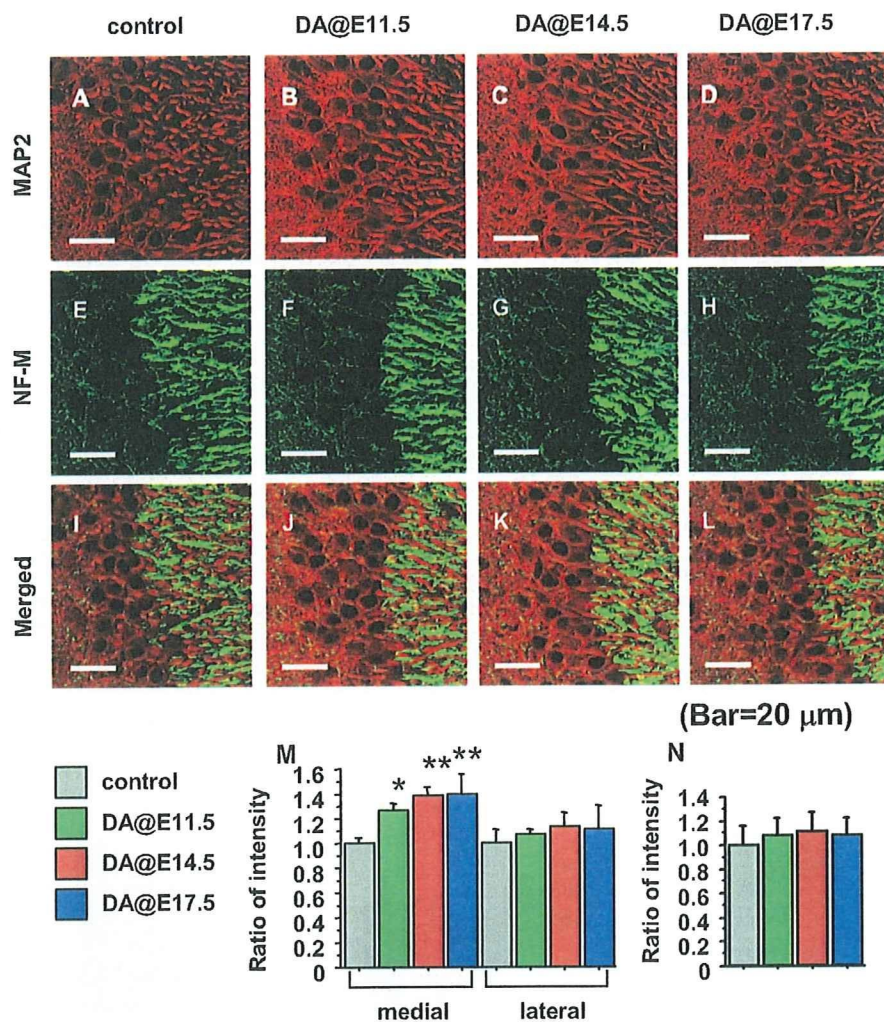 control DA@E11.5 DA@E14.5 DA@E17.5
MAP2
A B C D
NF-M
E F G H
Merged
I J K L
(Bar=20 μm)
control
DA@E11.5
DA@E14.5
DA@E17.5
M
Ratio of intensity
1.6
1.4
1.2
1.0
0.8
0.6
0.4
0.2
0
* ** **
medial lateral
N
Ratio of intensity
1.4
1.2
1.0
0.8
0.6
0.4
0.2
0